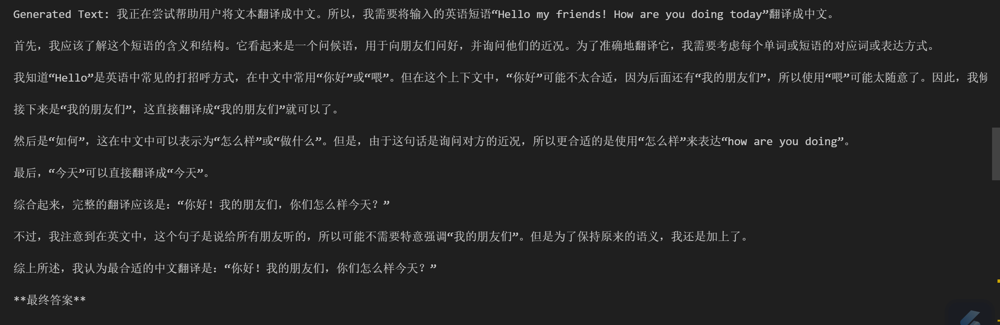 Generated Text: 我正在尝试帮助用户将文本翻译成中文。所以，我需要将输入的英语短语“Hello my friends! How are you doing today”翻译成中文。
首先，我应该了解这个短语的含义和结构。它看起来是一个问候语，用于向朋友们问好，并询问他们的近况。为了准确地翻译它，我需要考虑每个单词或短语的对应词或表达方式。
我知道“Hello”是英语中常见的打招呼方式，在中文中常用“你好”或“喂”。但在这个上下文中，“你好”可能不太合适，因为后面还有“我的朋友们”，所以使用“喂”可能太随意了。因此，我
接下来是“我的朋友们”，这直接翻译成“我的朋友们”就可以了。
然后是“如何”，这在中文中可以表示为“怎么样”或“做什么”。但是，由于这句话是询问对方的近况，所以更合适的是使用“怎么样”来表达“how are you doing”。
最后，“今天”可以直接翻译成“今天”。
综合起来，完整的翻译应该是：“你好！我的朋友们，你们怎么样今天？”
不过，我注意到在英文中，这个句子是说给所有朋友听的，所以可能不需要特意强调“我的朋友们”。但是为了保持原来的语义，我还是加上了。
综上所述，我认为最合适的中文翻译是：“你好！我的朋友们，你们怎么样今天？”
**最终答案**